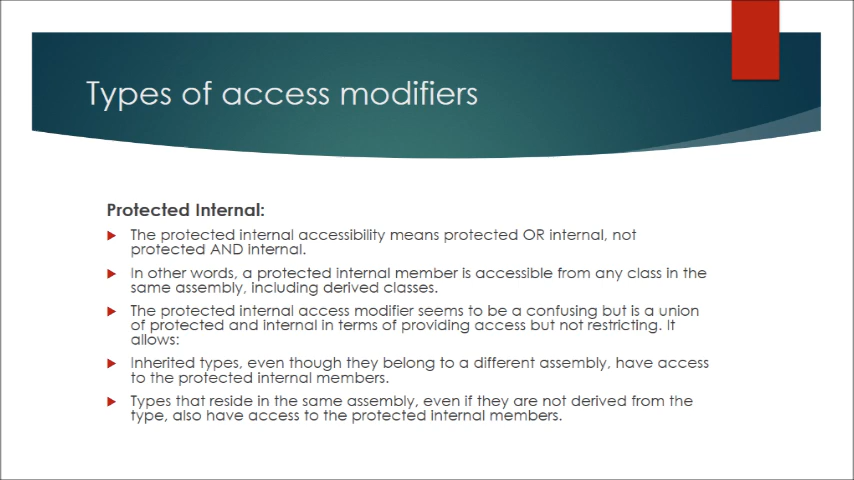 Types of access modifiers
Protected Internal:
The protected internal accessibility means protected OR internal, not
protected AND internal.
In other words, a protected internal member is accessible from any class in the
same assembly, including derived classes.
The protected internal access modifier seems to be a confusing but is a union
of protected and internal in terms of providing access but not restricting. It
allows:
Inherited types, even though they belong to a different assembly, have access
to the protected internal members.
Types that reside in the same assembly, even if they are not derived from the
type, also have access to the protected internal members.